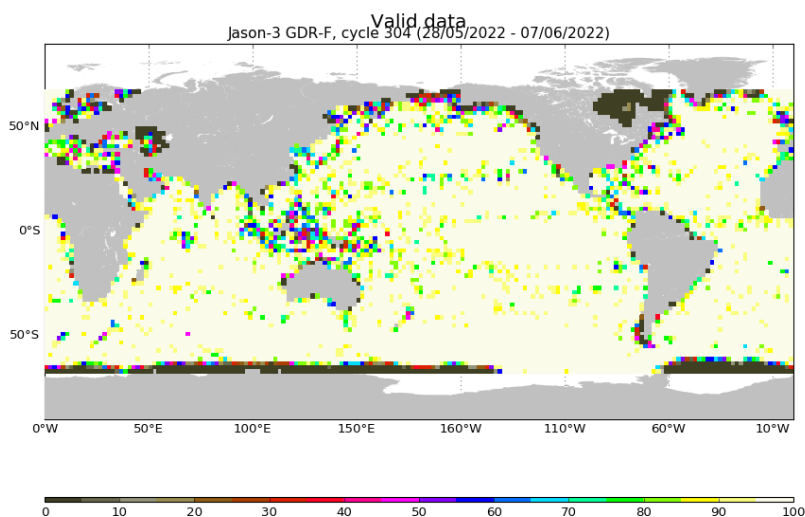 Valid data
Jason-3 GDR-F, cycle 304 (28/05/2022 - 07/06/2022)
50°N
0°S
50°S
0°W 50°E 100°E 150°E 160°W 110°W 60°W 10°W
0 10 20 30 40 50 60 70 80 90 100